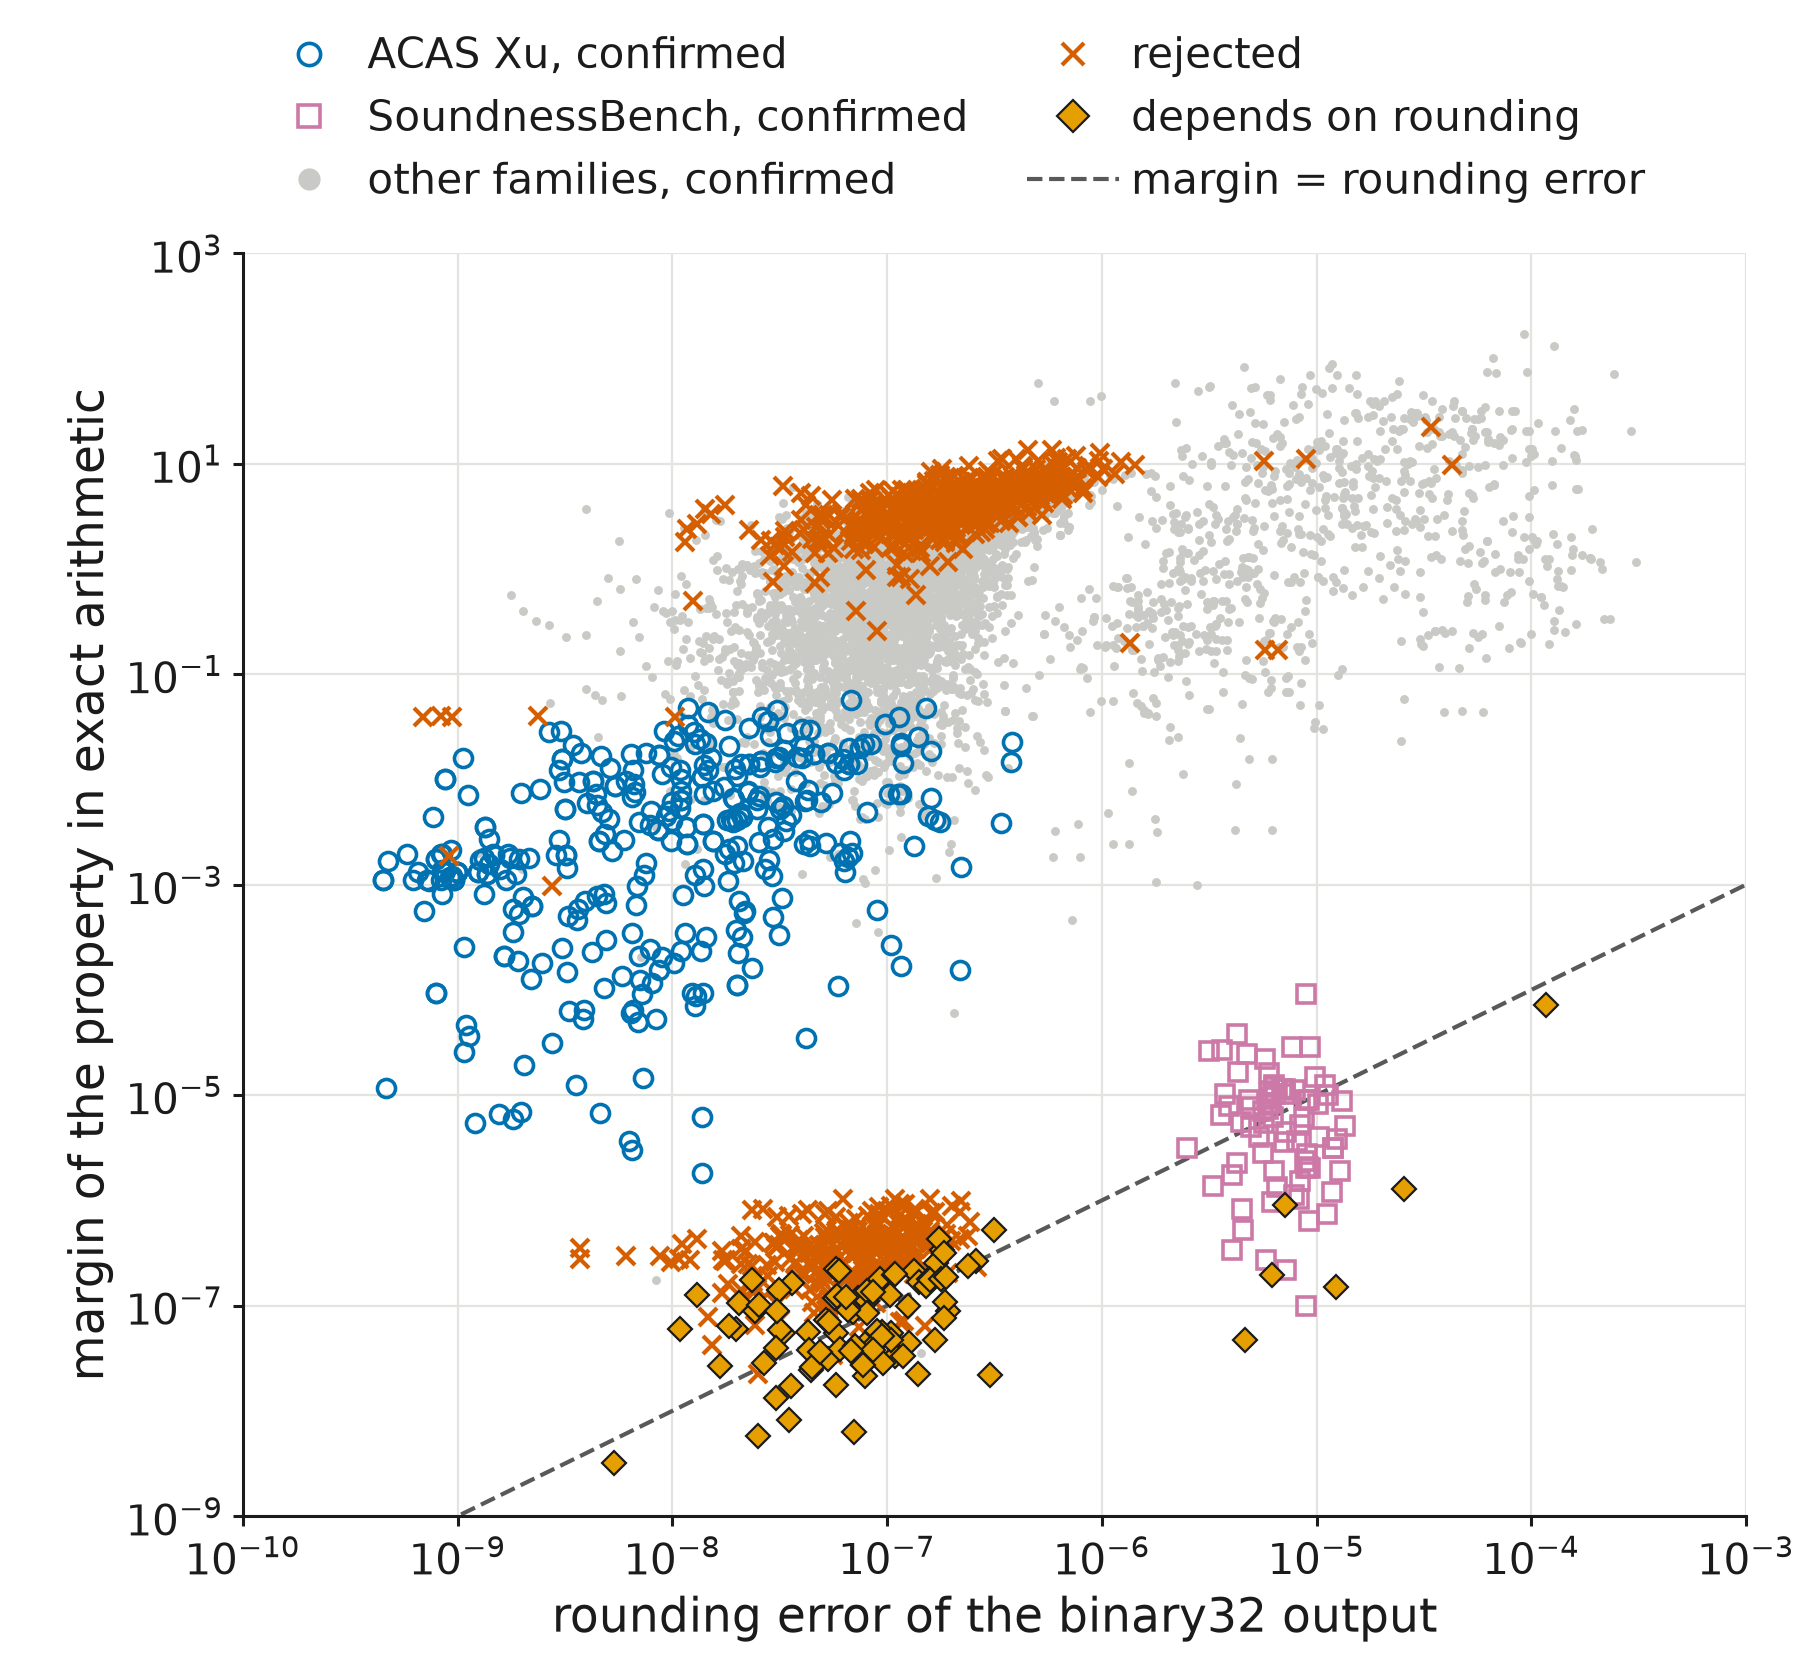 ACAS Xu, confirmed
SoundnessBench, confirmed
other families, confirmed
rejected
depends on rounding
margin = rounding error
margin of the property in exact arithmetic
10³
10¹
10⁻¹
10⁻³
10⁻⁵
10⁻⁷
10⁻⁹
10⁻¹⁰ 10⁻⁹ 10⁻⁸ 10⁻⁷ 10⁻⁶ 10⁻⁵ 10⁻⁴ 10⁻³
rounding error of the binary32 output